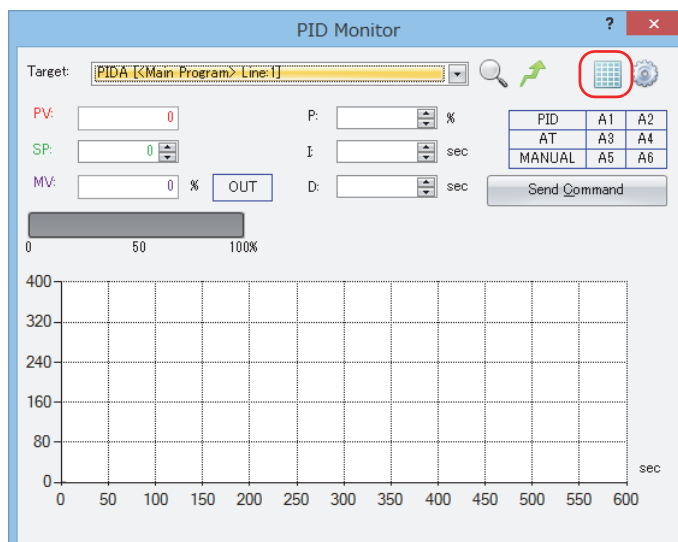 PID Monitor ? ×
Target: PIDA [<Main Program> Line:1]
PV: 0 P: % PID A1 A2
SP: 0 I: sec AT A3 A4
MANUAL A5 A6
MV: 0 % OUT D: sec Send Command
0 50 100%
400
320
240
160
80
0
sec
0 50 100 150 200 250 300 350 400 450 500 550 600